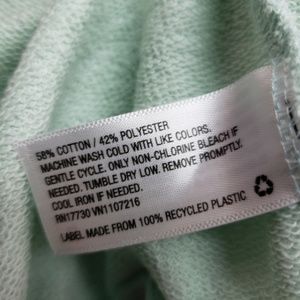 58% COTTON / 42% POLYESTER
MACHINE WASH COLD WITH LIKE COLORS.
GENTLE CYCLE. ONLY NON-CHLORINE BLEACH IF
NEEDED. TUMBLE DRY LOW. REMOVE PROMPTLY.
COOL IRON IF NEEDED.
RN17730 VN1107216
LABEL MADE FROM 100% RECYCLED PLASTIC